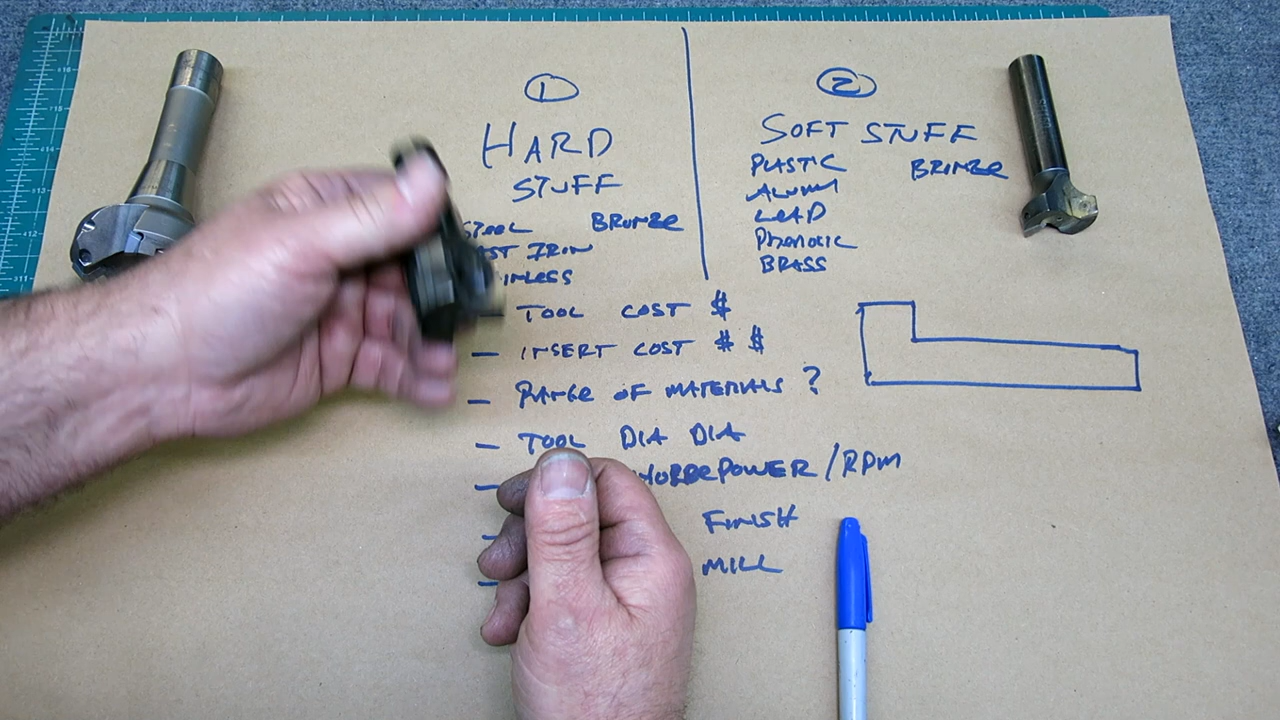 1
HARD
STUFF
BRONZE
INLESS
2
SOFT STUFF
PLASTIC BRONZE
ALUM
LEAD
PHENOLIC
BRASS
TOOL COST $
- INSERT COST $ $
- RANGE OF MATERIALS ?
- TOOL DIA DIA
- HORSEPOWER/RPM
- FINISH
- MILL